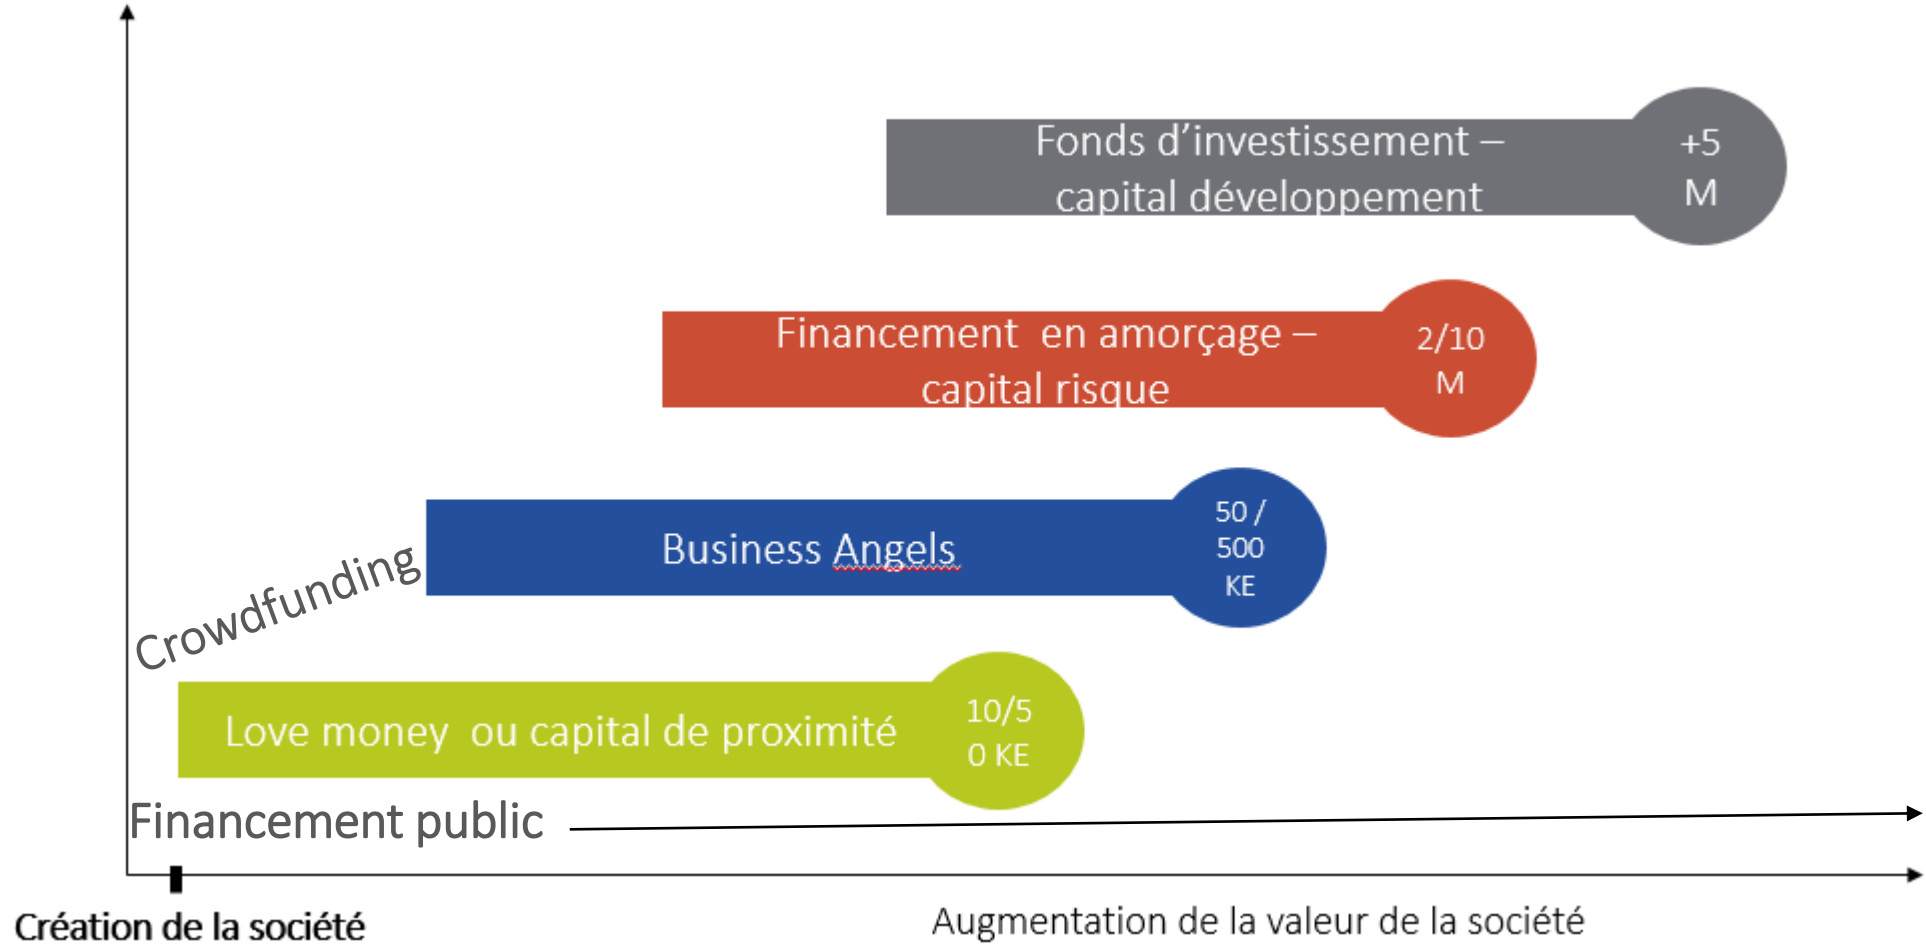 Fonds d’investissement –
capital développement
+5
M
Financement en amorçage –
capital risque
2/10
M
Business Angels
50 /
500
KE
Crowdfunding
Love money ou capital de proximité
10/5
0 KE
Financement public
Création de la société
Augmentation de la valeur de la société